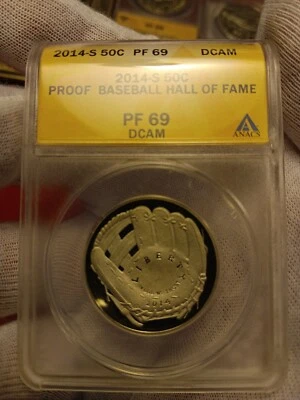 2014-S 50C PF 69 DCAM
2014-S 50C
PROOF BASEBALL HALL OF FAME
PF 69
DCAM
ANACS
LIBERTY
2014